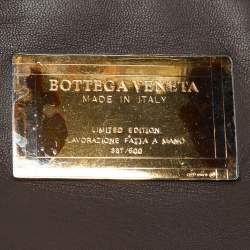 BOTTEGA VENETA
MADE IN ITALY
LIMITED EDITION
LAVORAZIONE FATTA A MANO